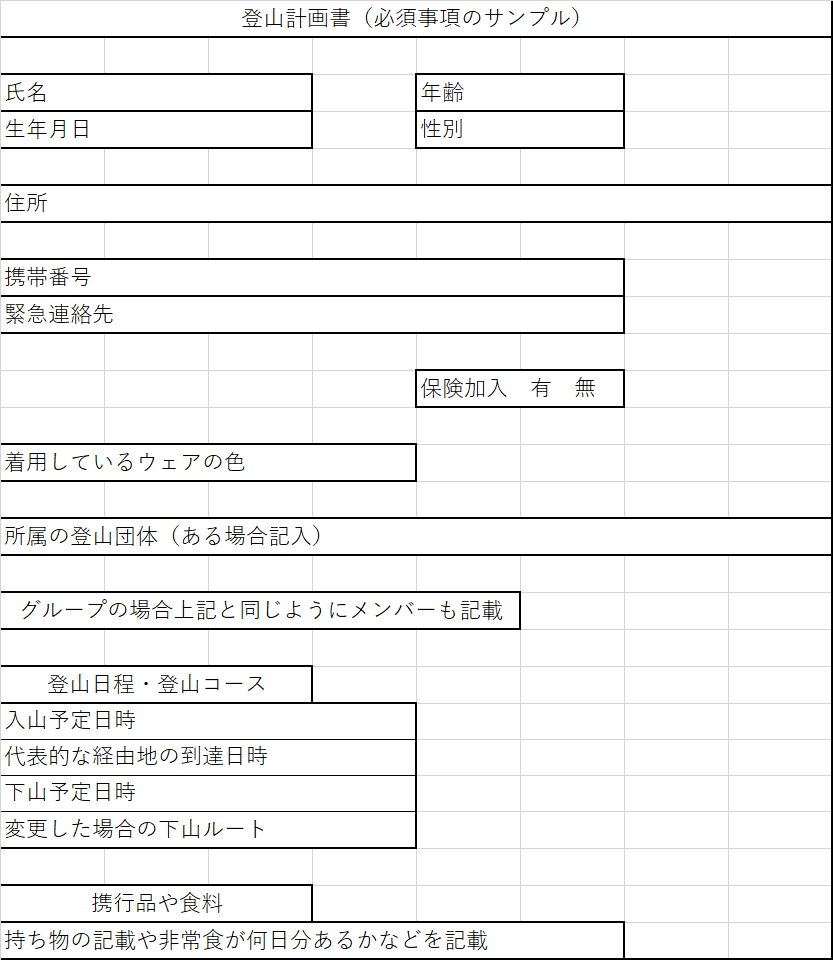 登山計画書（必須事項のサンプル）
氏名　年齢
生年月日　性別
住所
携帯番号
緊急連絡先
保険加入　有　無
着用しているウェアの色
所属の登山団体（ある場合記入）
グループの場合上記と同じようにメンバーも記載
登山日程・登山コース
入山予定日時
代表的な経由地の到達日時
下山予定日時
変更した場合の下山ルート
携行品や食料
持ち物の記載や非常食が何日分あるかなどを記載